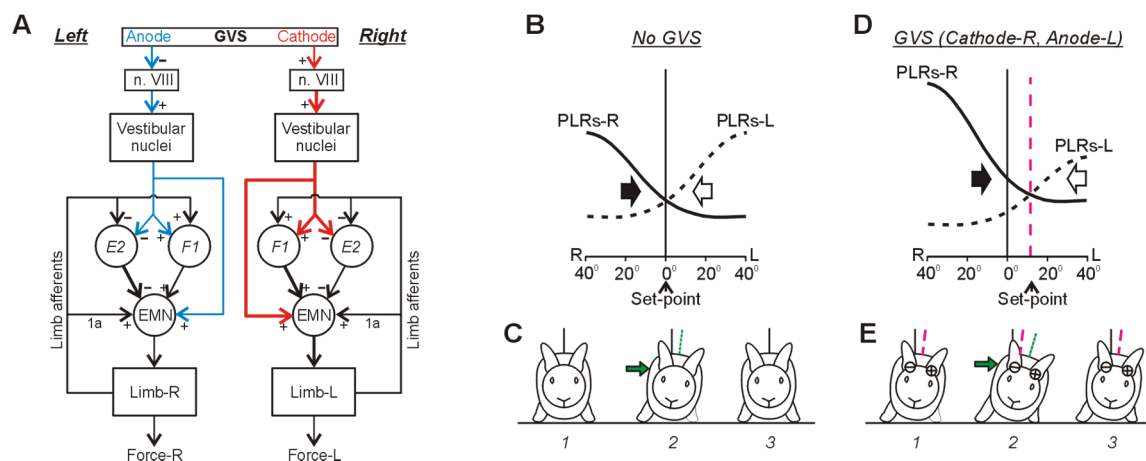 A
Left
Anode
GVS
Cathode
Right
−
+
n. VIII
n. VIII
+
+
Vestibular
nuclei
Vestibular
nuclei
−
+
+
−
E2
F1
F1
E2
−
+
+
−
−
+
+
−
Limb afferents
EMN
EMN
Limb afferents
1a
+
+
+
+
1a
Limb-R
Limb-L
Force-R
Force-L
B
No GVS
PLRs-R
PLRs-L
R
L
40⁰ 20⁰ 0⁰ 20⁰ 40⁰
Set-point
C
1
2
3
D
GVS (Cathode-R, Anode-L)
PLRs-R
PLRs-L
R
L
40⁰ 20⁰ 0⁰ 20⁰ 40⁰
Set-point
E
− + − + − +
1
2
3